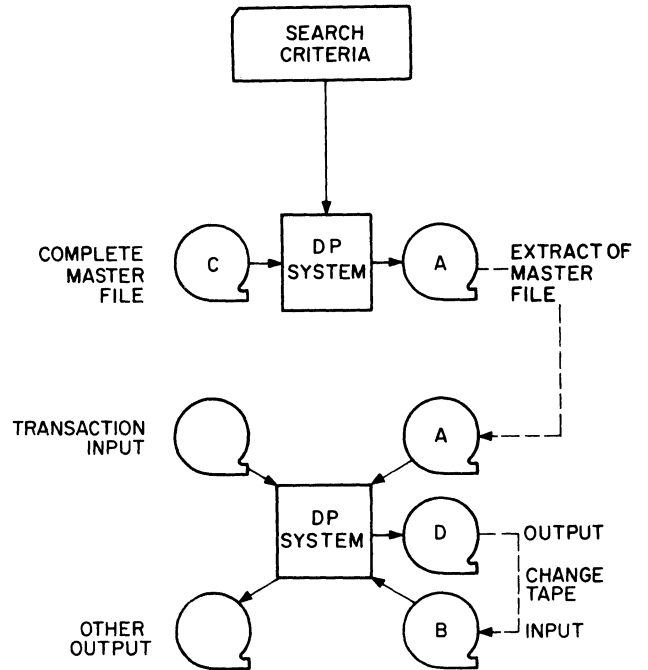 SEARCH
CRITERIA
COMPLETE
MASTER
FILE
C
DP
SYSTEM
A
EXTRACT OF
MASTER
FILE
TRANSACTION
INPUT
A
DP
SYSTEM
D
OUTPUT
CHANGE
TAPE
OTHER
OUTPUT
B
INPUT